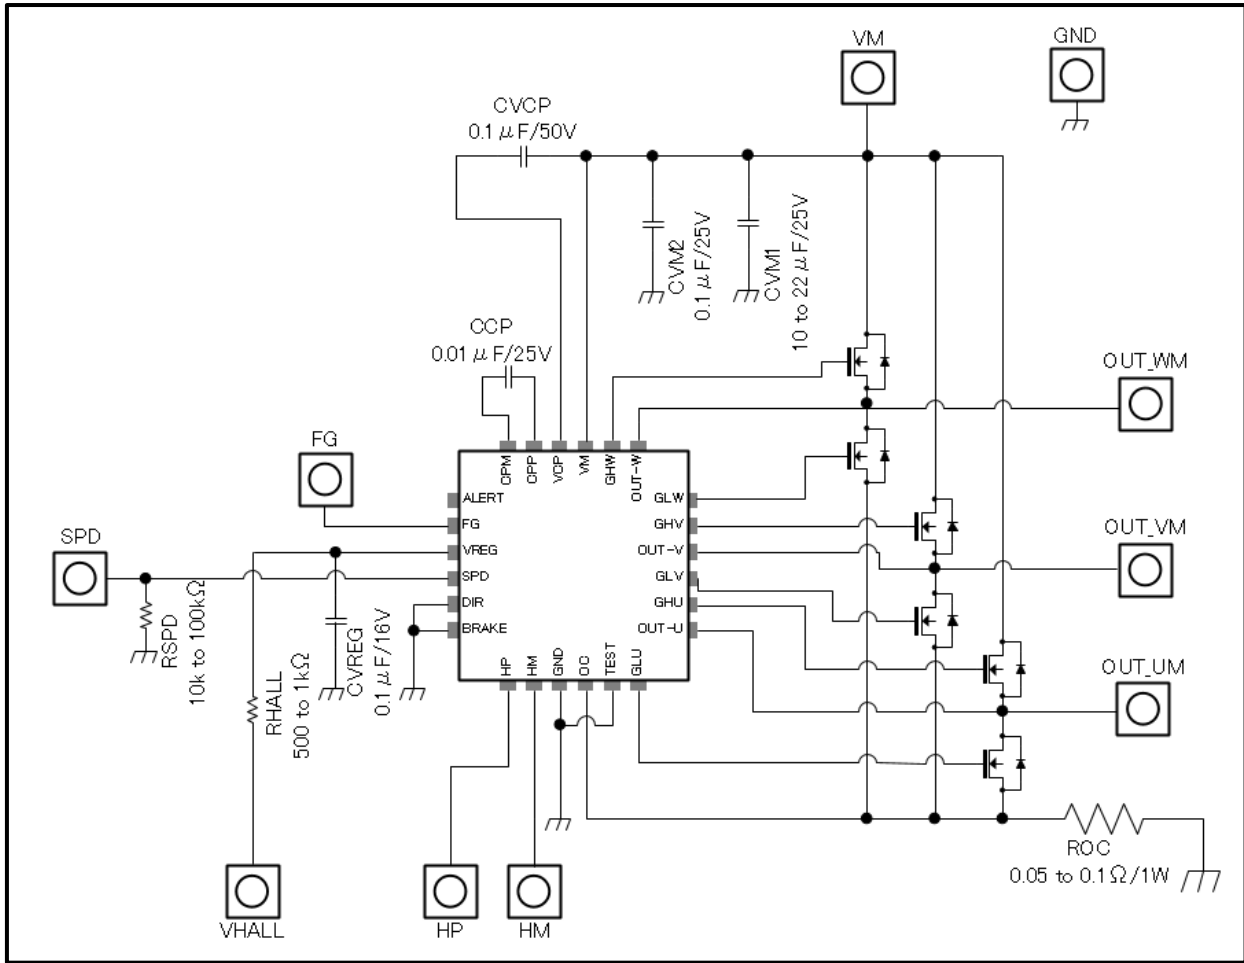 VM
GND
CVCP
0.1 μF/50V
CVM2
0.1 μF/25V
CVM1
10 to 22 μF/25V
CCP
0.01 μF/25V
OUT_WM
FG
CPM
CPP
VCP
VM
GHW
OUT-W
ALERT
FG
VREG
SPD
DIR
BRAKE
GLW
GHV
OUT-V
GLV
GHU
OUT-U
HP
HM
GND
OC
TEST
GLU
SPD
OUT_VM
RSPD
10k to 100kΩ
RHALL
500 to 1kΩ
CVREG
0.1 μF/16V
OUT_UM
ROC
0.05 to 0.1Ω/1W
VHALL
HP
HM